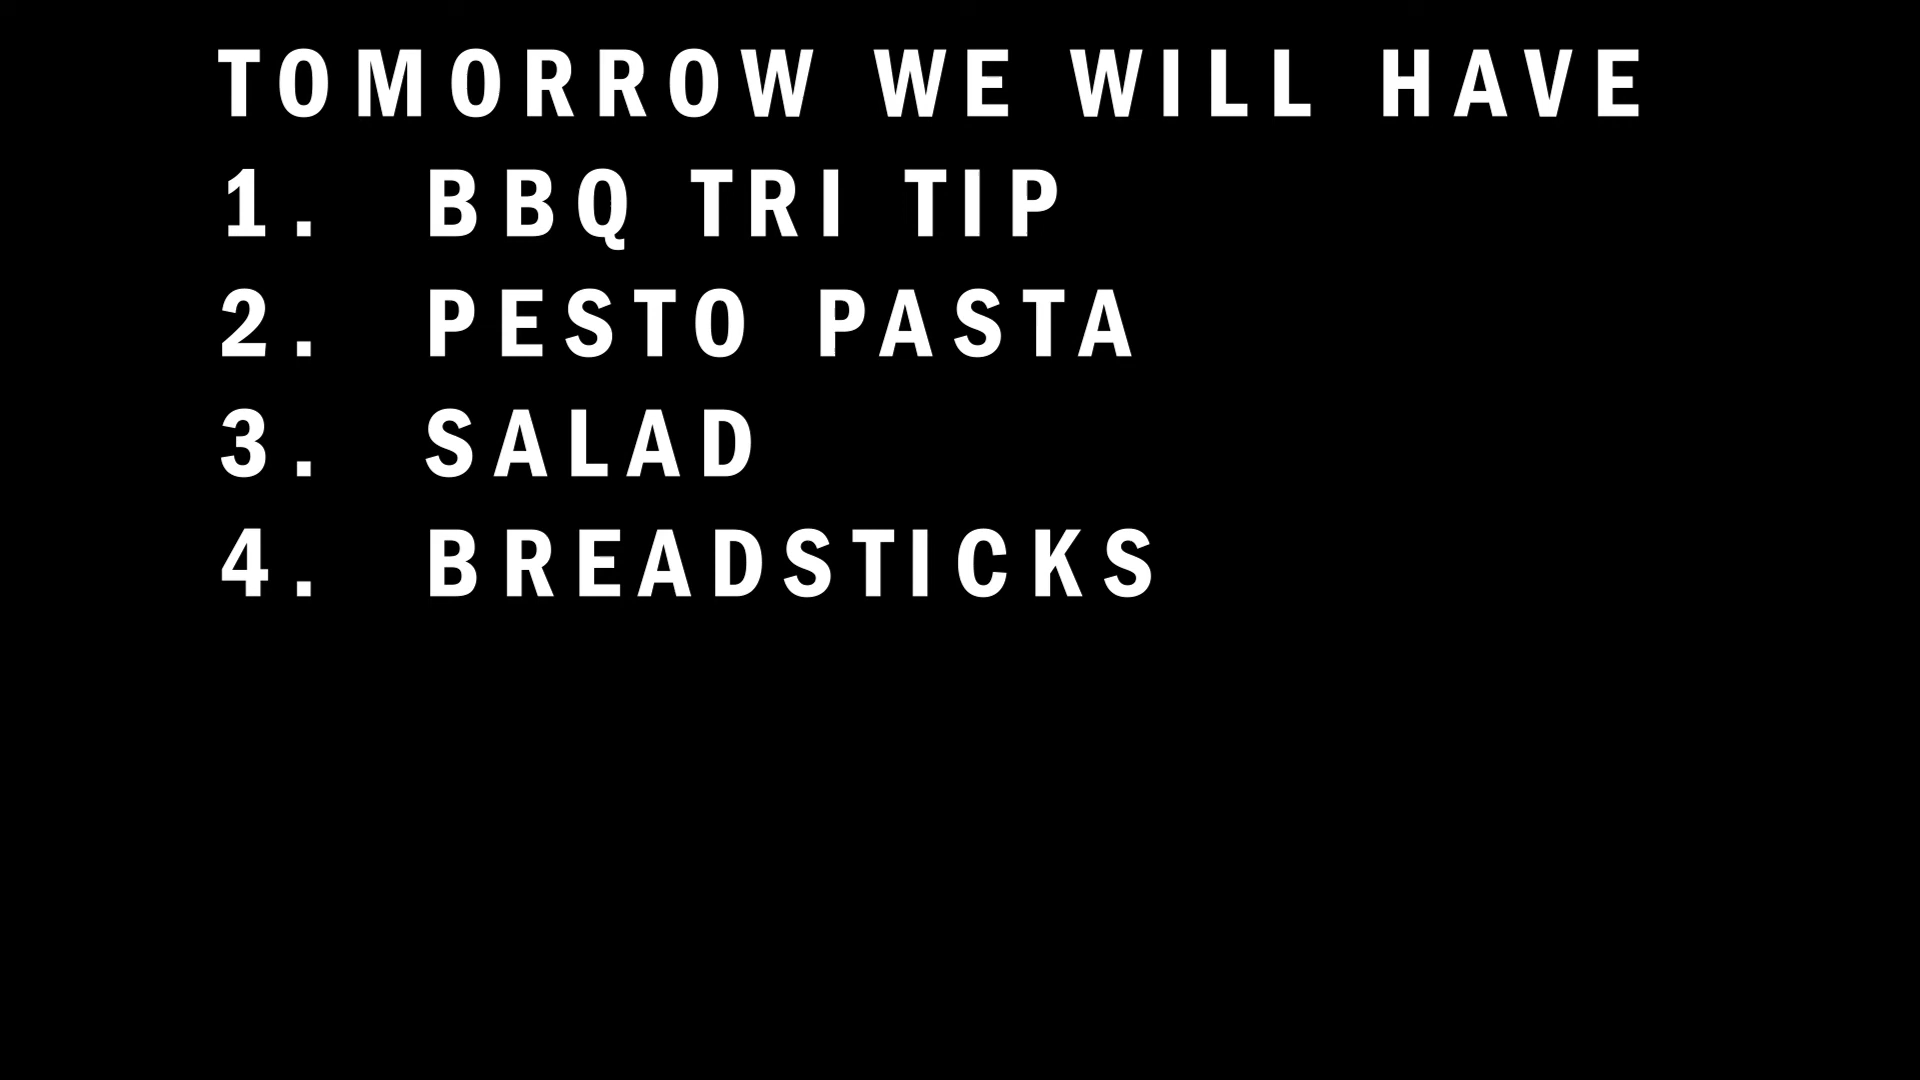 TOMORROW WE WILL HAVE
1. BBQ TRI TIP
2. PESTO PASTA
3. SALAD
4. BREADSTICKS